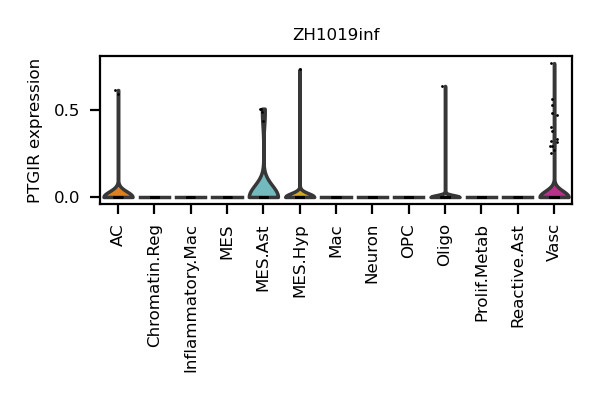 ZH1019inf
PTGIR expression
0.5
0.0
AC
Chromatin.Reg
Inflammatory.Mac
MES
MES.Ast
MES.Hyp
Mac
Neuron
OPC
Oligo
Prolif.Metab
Reactive.Ast
Vasc